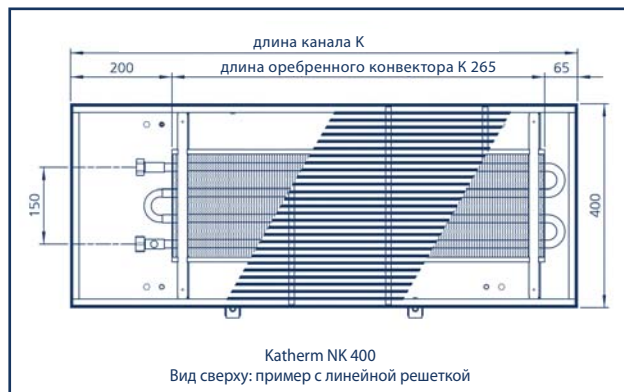 длина канала K
200
длина оребренного конвектора K 265
65
150
400
Katherm NK 400
Вид сверху: пример с линейной решеткой